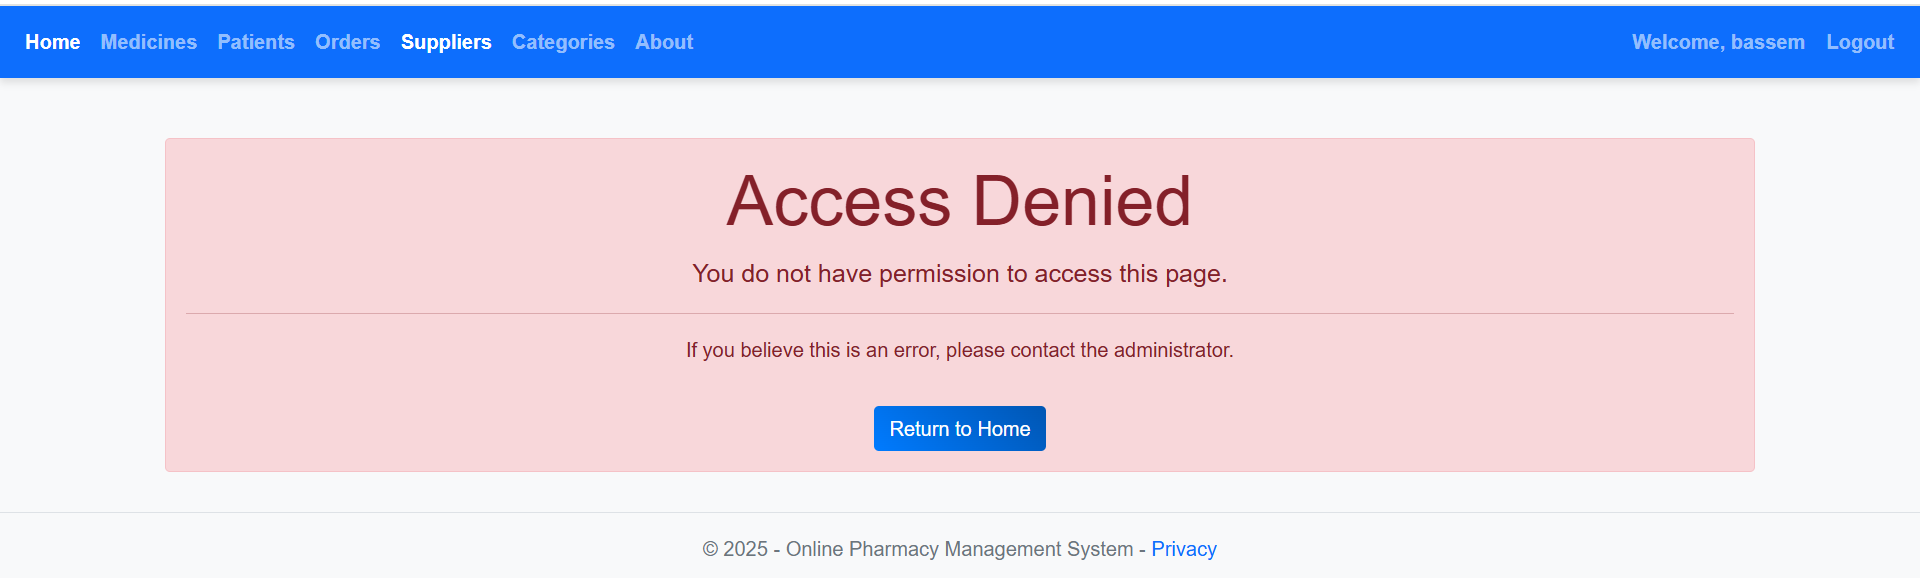 Home Medicines Patients Orders Suppliers Categories About Welcome, bassem Logout
Access Denied
You do not have permission to access this page.
If you believe this is an error, please contact the administrator.
Return to Home
© 2025 - Online Pharmacy Management System - Privacy